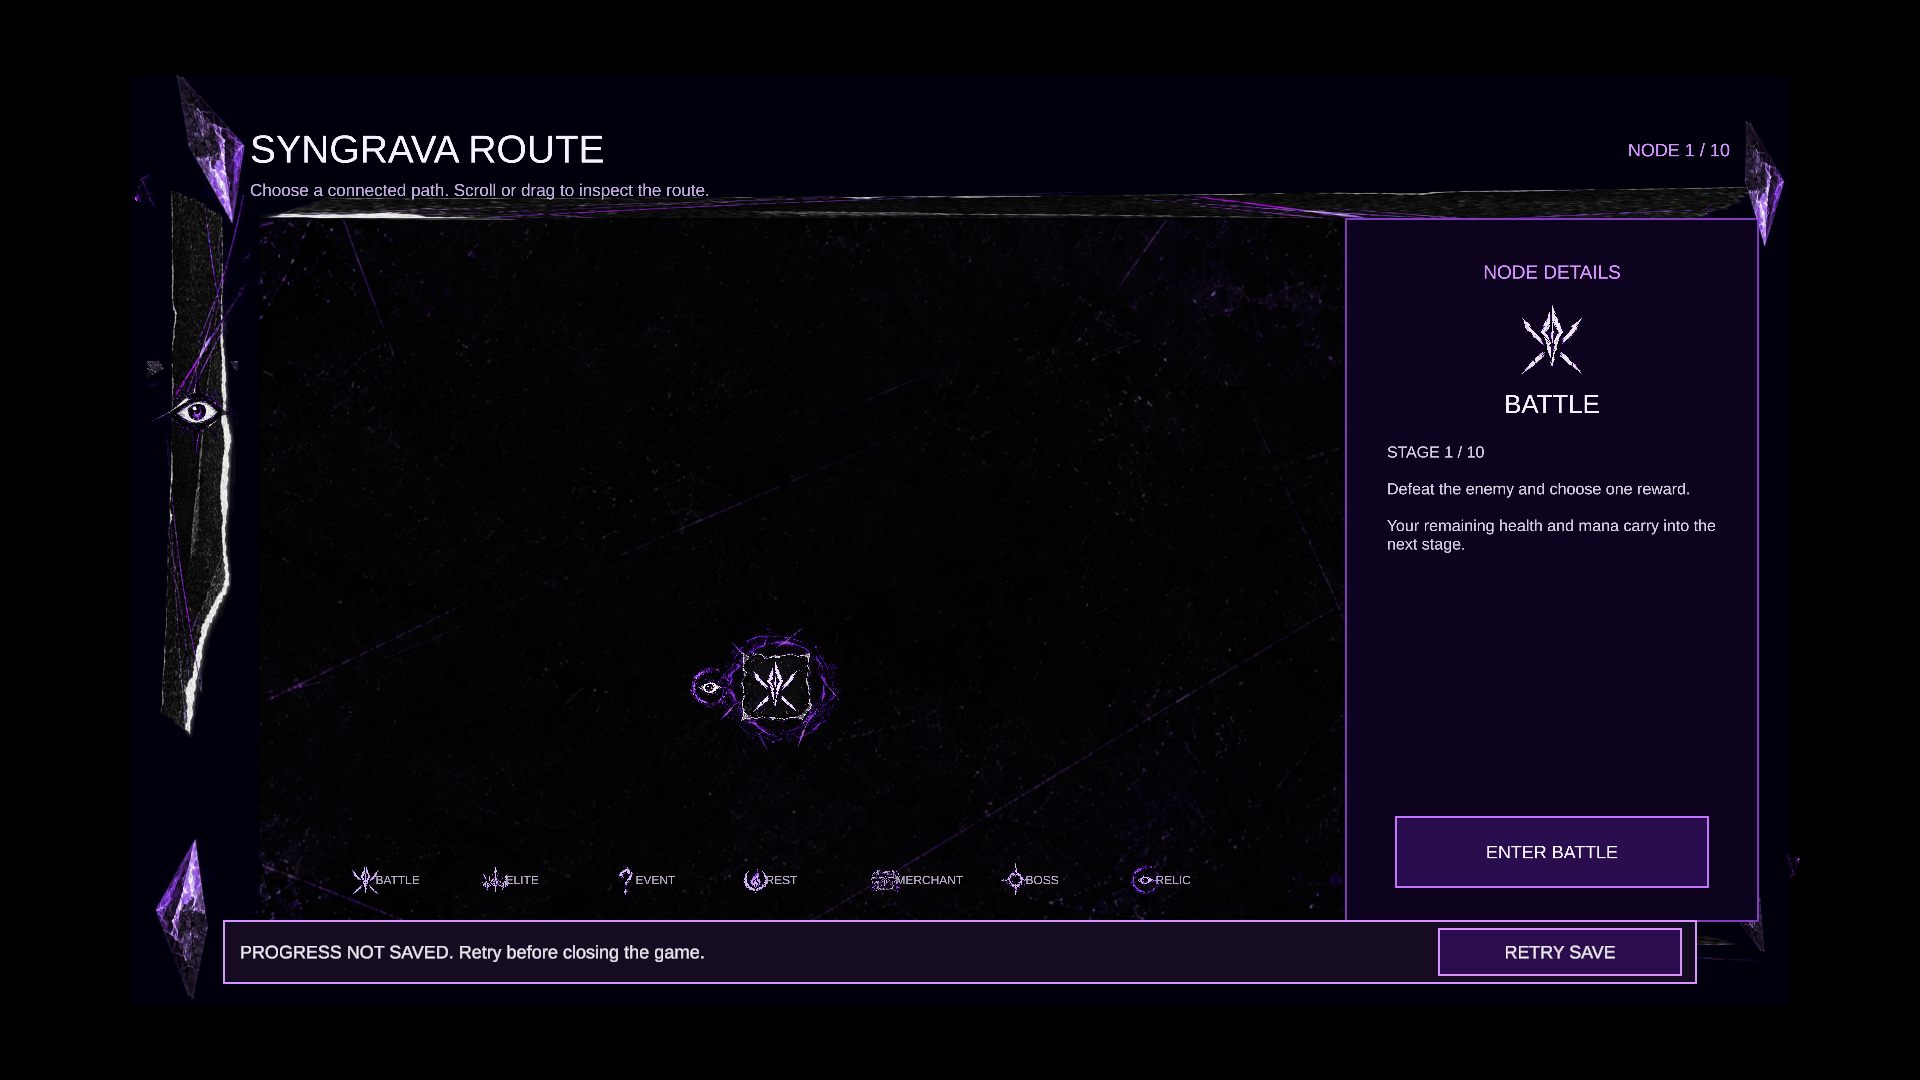 SYNGRAVA ROUTE
NODE 1 / 10
Choose a connected path. Scroll or drag to inspect the route.
NODE DETAILS
BATTLE
STAGE 1 / 10
Defeat the enemy and choose one reward.
Your remaining health and mana carry into the
next stage.
ENTER BATTLE
BATTLE
ELITE
EVENT
REST
MERCHANT
BOSS
RELIC
PROGRESS NOT SAVED. Retry before closing the game.
RETRY SAVE